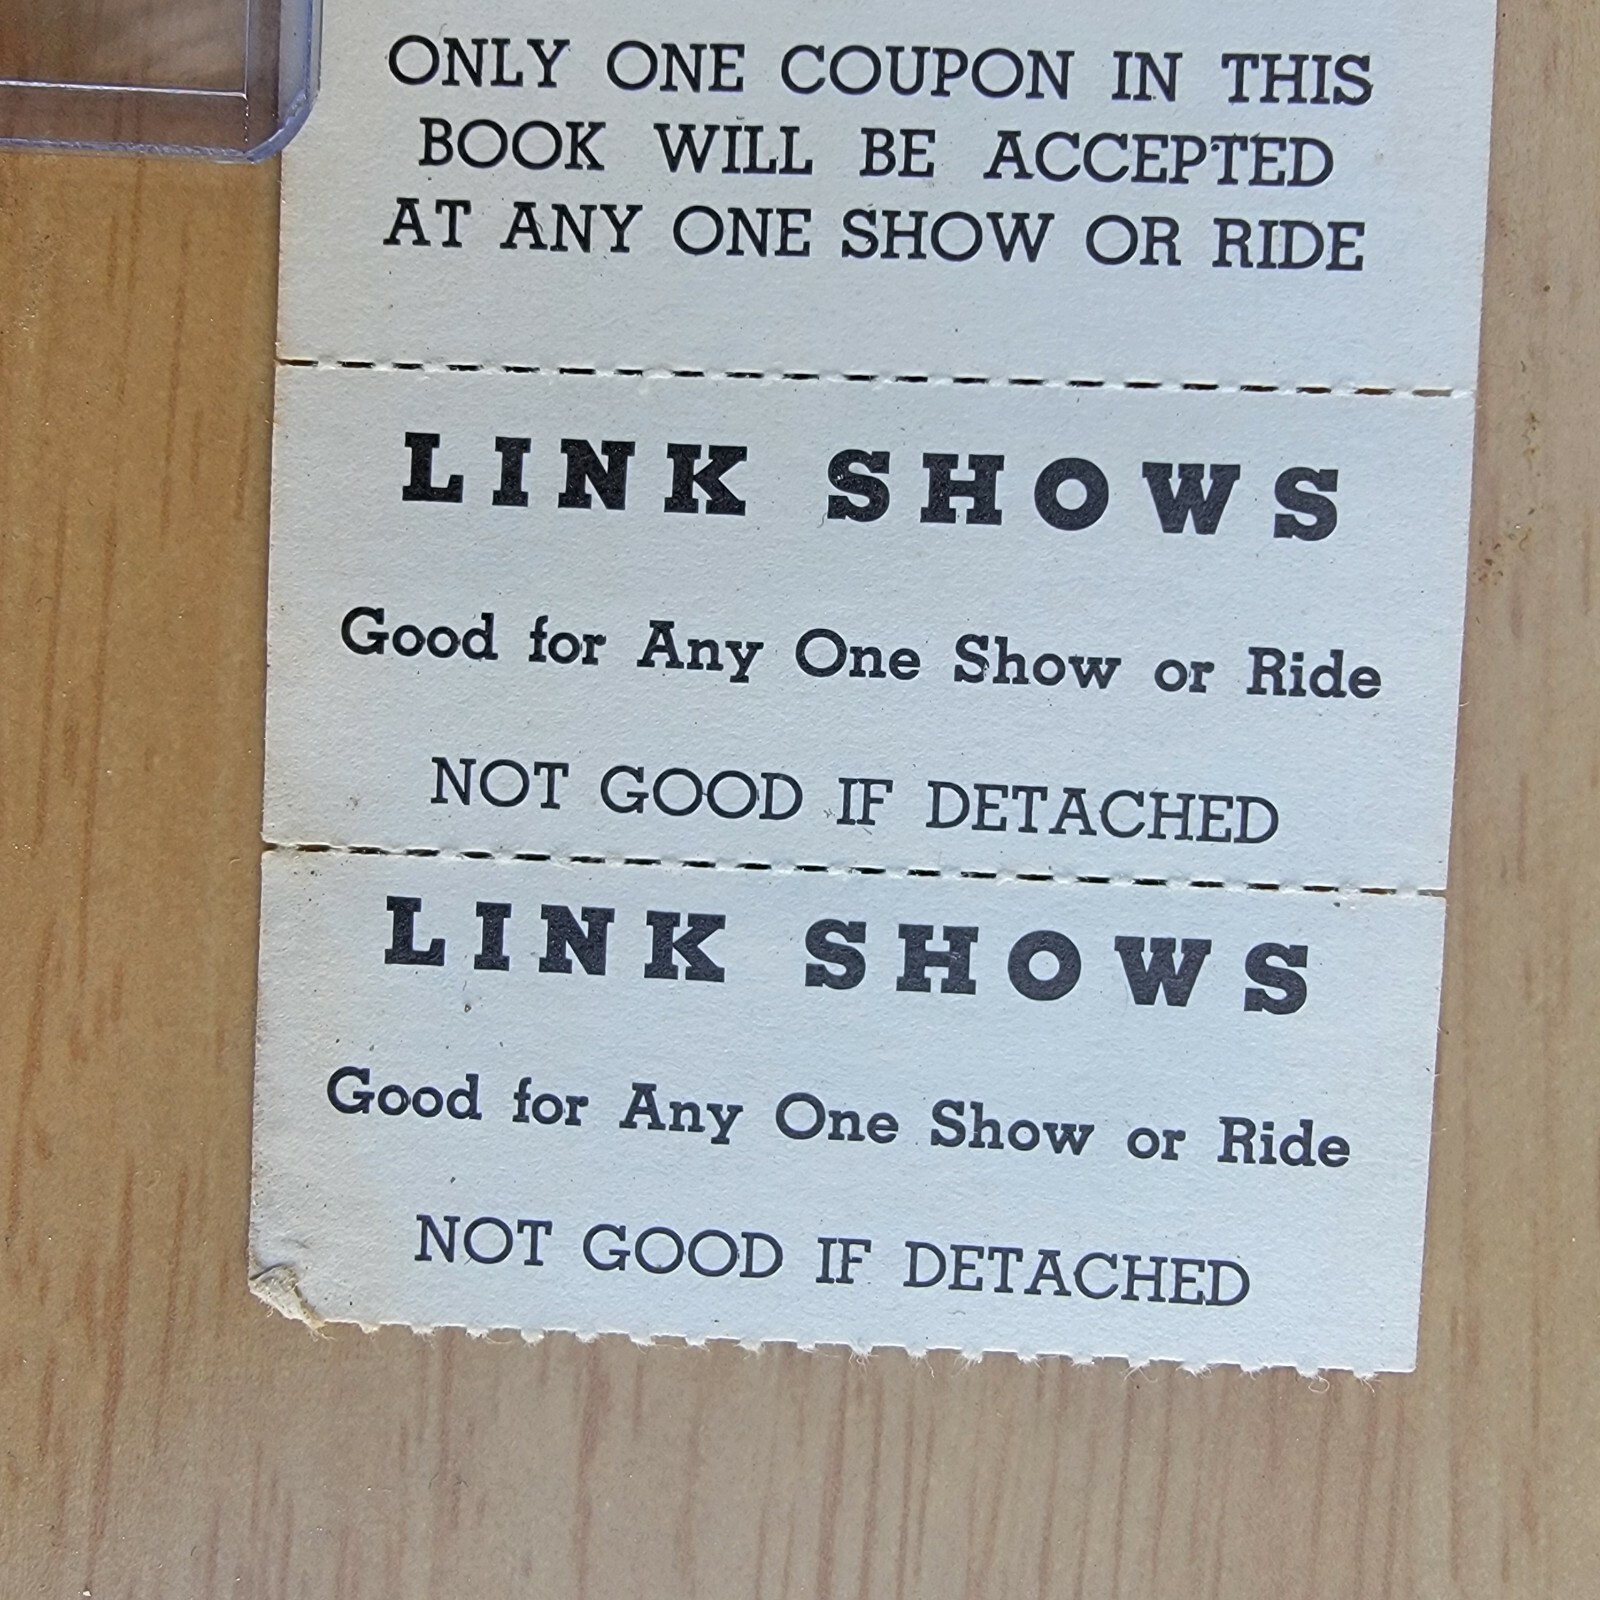 ONLY ONE COUPON IN THIS
BOOK WILL BE ACCEPTED
AT ANY ONE SHOW OR RIDE
LINK SHOWS
Good for Any One Show or Ride
NOT GOOD IF DETACHED
LINK SHOWS
Good for Any One Show or Ride
NOT GOOD IF DETACHED